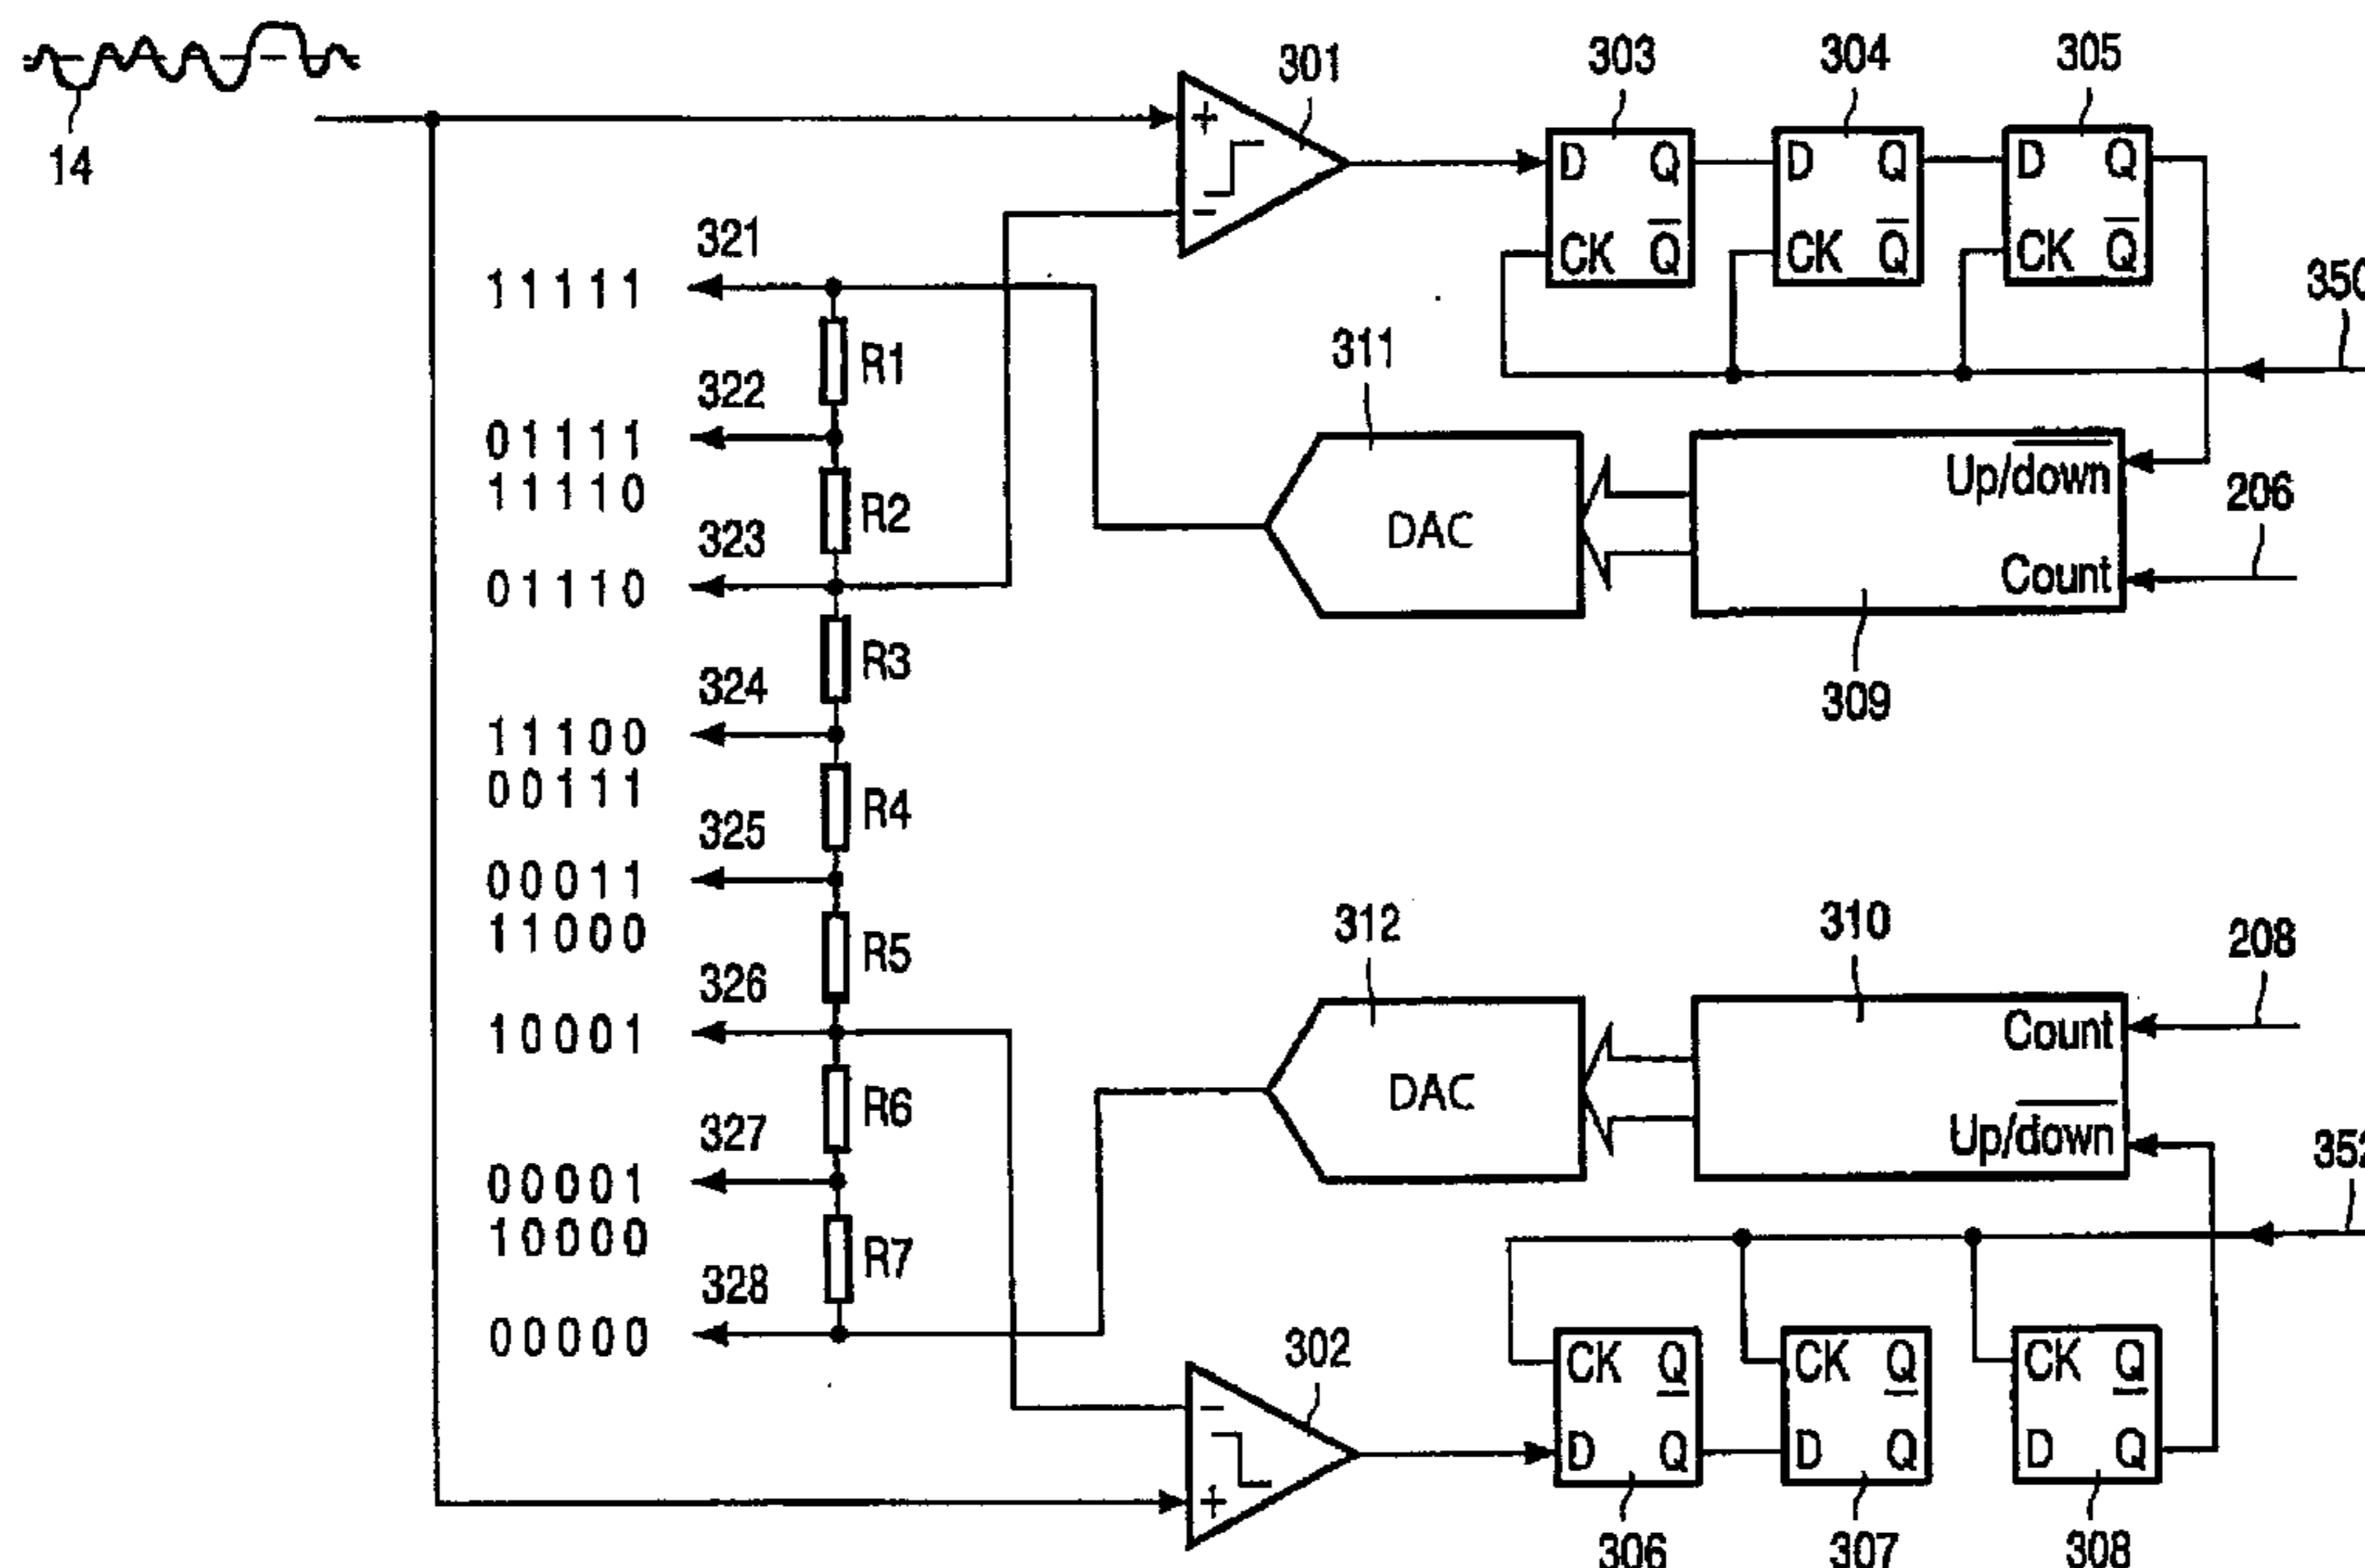 14
301
303
304
305
+
−
D Q
CK Q̅
D Q
CK Q̅
D Q
CK Q̅
321
11111
R1
322
01111
11110
R2
323
01110
R3
324
11100
00111
R4
325
00011
11000
R5
326
10001
R6
327
00001
10000
R7
328
00000
311
DAC
Up/d̅o̅w̅n̅
Count
206
309
312
DAC
310
Count
Up/d̅o̅w̅n̅
208
302
−
+
CK Q̅
D Q
CK Q̅
D Q
CK Q̅
D Q
306
307
308